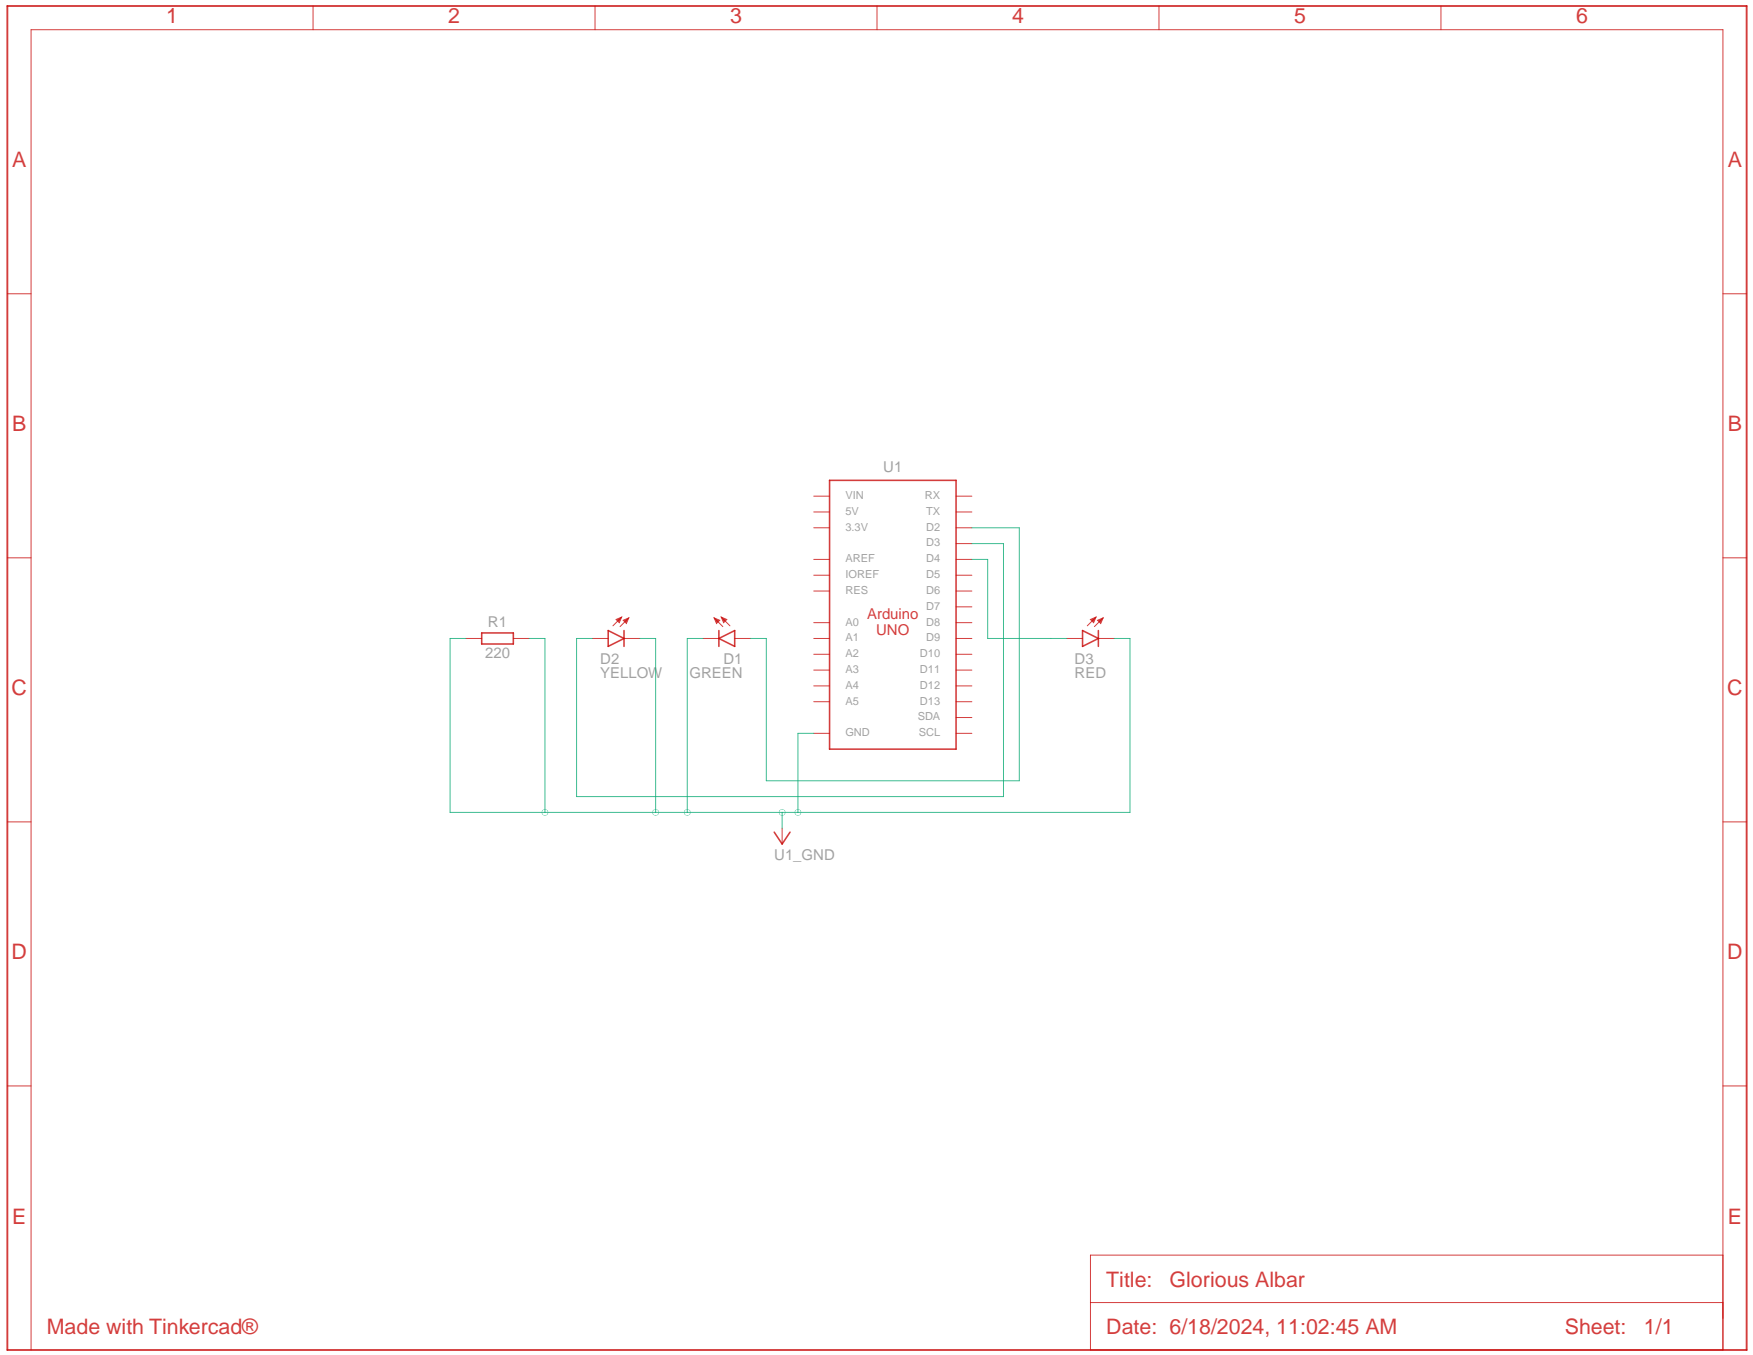 1 2 3 4 5 6
A A
B B
U1
VIN RX
5V TX
3.3V D2
D3
AREF D4
IOREF D5
RES D6
D7
Arduino
UNO
A0 D8
A1 D9
A2 D10
A3 D11
A4 D12
A5 D13
SDA
GND SCL
R1
220
D2
YELLOW
D1
GREEN
D3
RED
C C
U1_GND
D D
E E
Title: Glorious Albar
Made with Tinkercad®
Date: 6/18/2024, 11:02:45 AM Sheet: 1/1